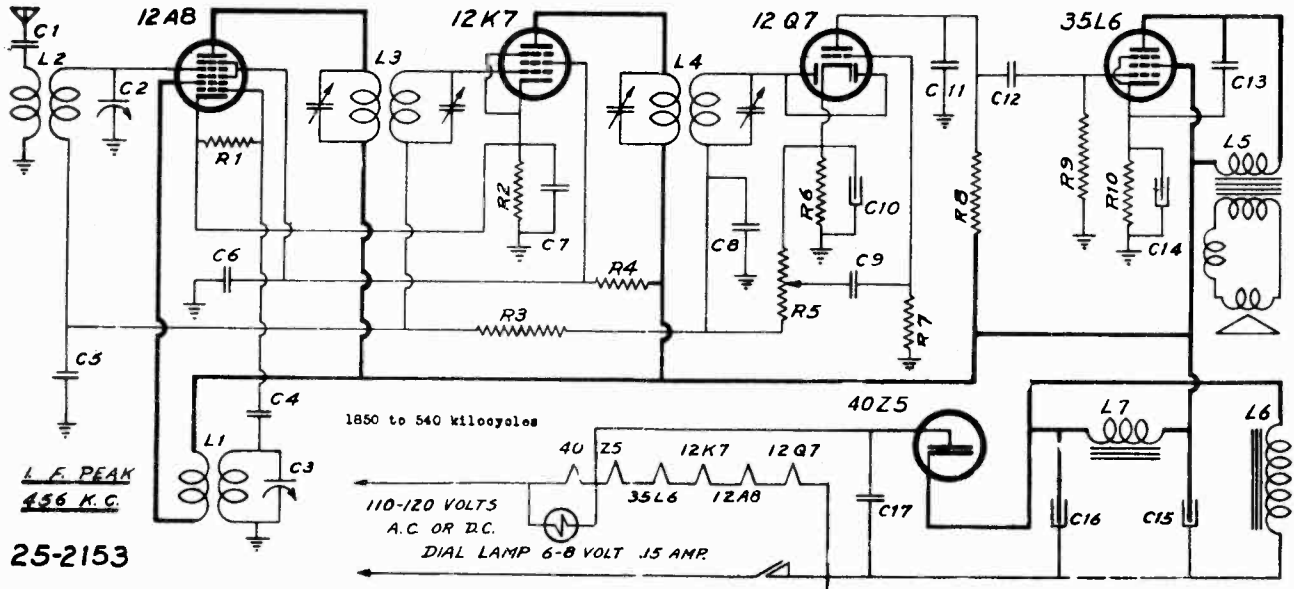 12A8
12K7
12Q7
35L6
C1
L2
C2
L3
L4
C11
C12
C13
R1
R2
C7
R6
C10
R8
R9
R10
L5
C14
C6
R4
C8
C9
R5
R3
R7
C5
C4
1850 to 540 kilocycles
40Z5
L7
L6
L1
C3
40 Z5
12K7
12Q7
35L6
12A8
I.F. PEAK
456 K.C.
110-120 VOLTS
A.C. OR D.C.
C17
C16
C15
25-2153
DIAL LAMP 6-8 VOLT .15 AMP.